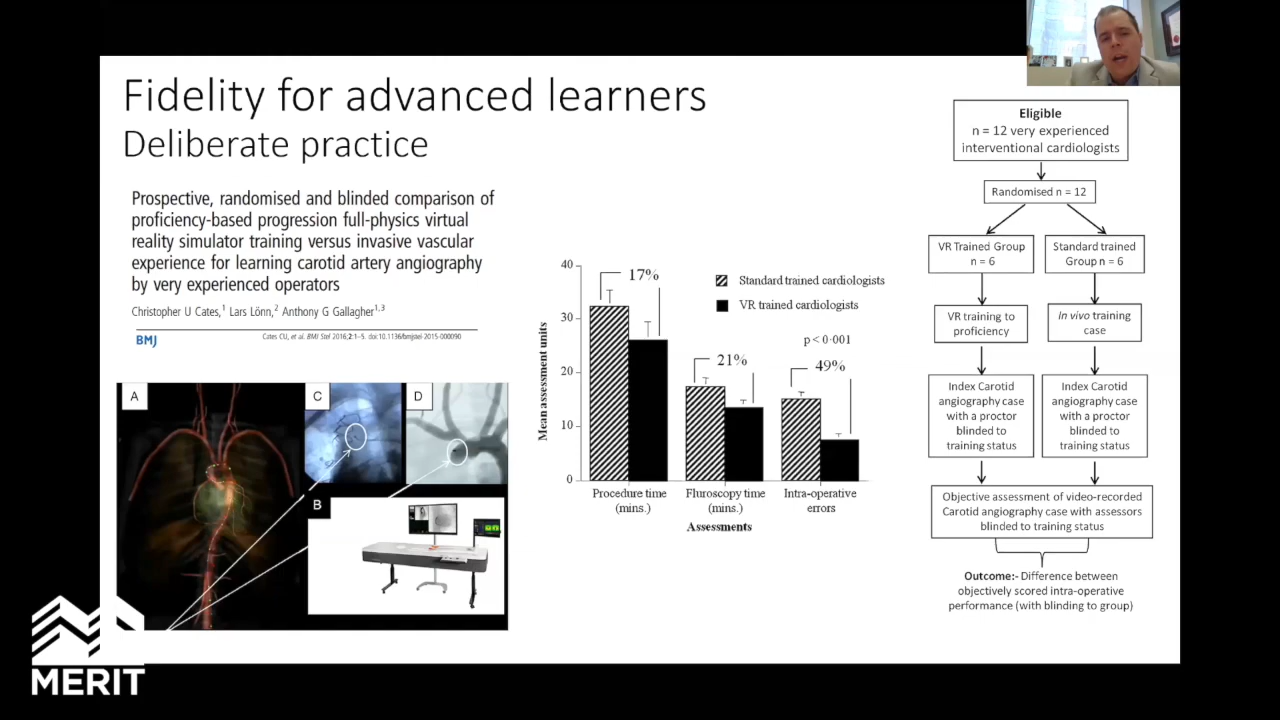 Fidelity for advanced learners
Deliberate practice
Prospective, randomised and blinded comparison of
proficiency-based progression full-physics virtual
reality simulator training versus invasive vascular
experience for learning carotid artery angiography
by very experienced operators
Christopher U Cates,1 Lars Lönn,2 Anthony G Gallagher1,3
BMJ
Cates CU, et al. BMJ Stel 2016;2:1–5. doi:10.1136/bmjstel-2015-000090
A
C
D
B
40
30
20
10
0
Mean assessment units
17%
21%
49%
p < 0·001
Standard trained cardiologists
VR trained cardiologists
Procedure time
(mins.)
Fluroscopy time
(mins.)
Intra-operative
errors
Assessments
Eligible
n = 12 very experienced
interventional cardiologists
Randomised n = 12
VR Trained Group
n = 6
Standard trained
Group n = 6
VR training to
proficiency
In vivo training
case
Index Carotid
angiography case
with a proctor
blinded to
training status
Index Carotid
angiography case
with a proctor
blinded to
training status
Objective assessment of video-recorded
Carotid angiography case with assessors
blinded to training status
Outcome:- Difference between
objectively scored intra-operative
performance (with blinding to group)
MERIT